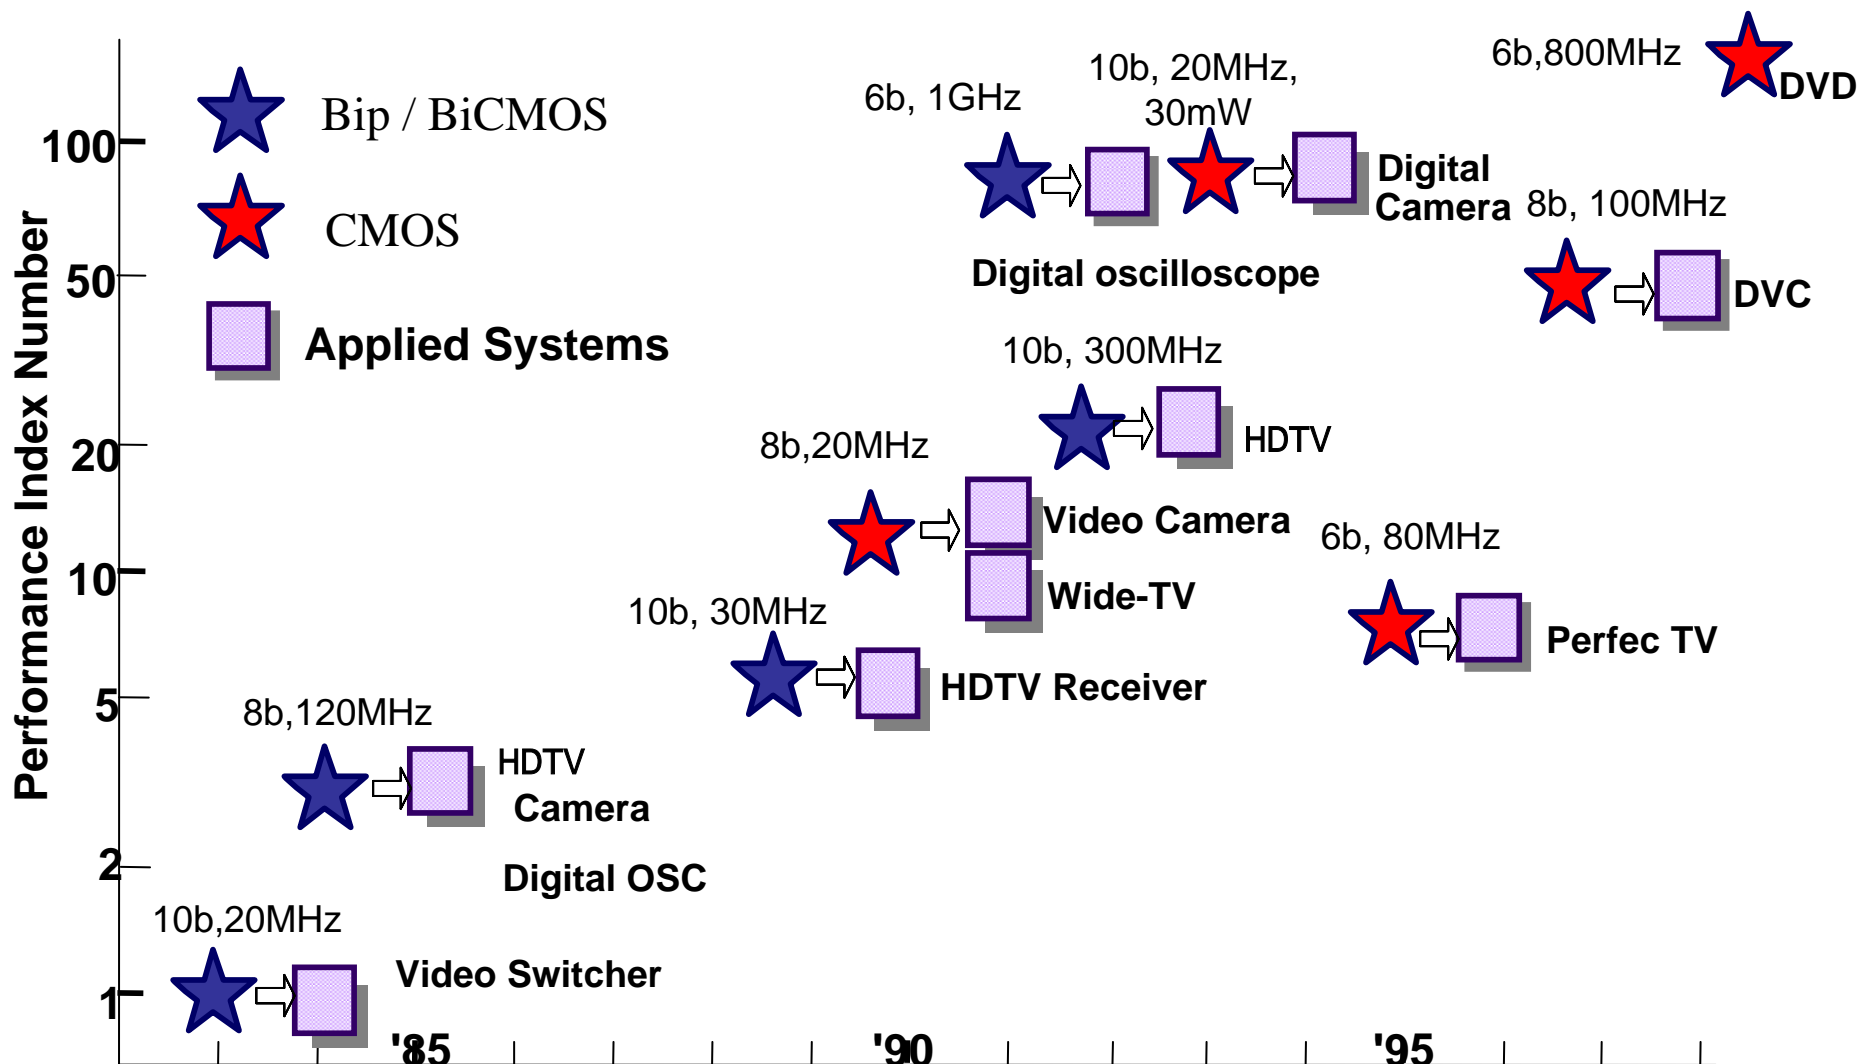 6b,800MHz
DVD
10b, 20MHz,
30mW
6b, 1GHz
Bip / BiCMOS
100
Digital
Camera
8b, 100MHz
CMOS
50
Digital oscilloscope
DVC
Applied Systems
10b, 300MHz
HDTV
20
8b,20MHz
Video Camera
6b, 80MHz
10
Wide-TV
10b, 30MHz
Perfec TV
HDTV Receiver
5
8b,120MHz
HDTV
Camera
2
Digital OSC
10b,20MHz
Video Switcher
1
Performance Index Number
'85
'90
'95